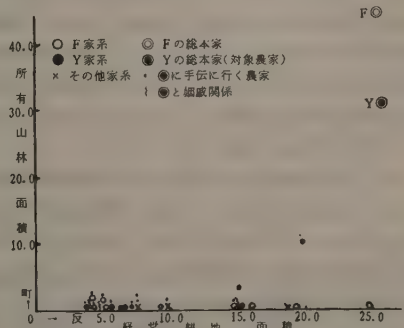 F◎
40.0
○ F家系 ◎ Fの総本家
● Y家系 ◉ Yの総本家(対象農家)
× その他家系 • ◉に手伝に行く農家
⌇ ◉と姻戚関係
Y◉
所有山林面積
30.0
20.0
10.0
町
0 → 反 5.0 10.0 15.0 20.0 25.0
経営耕地面積